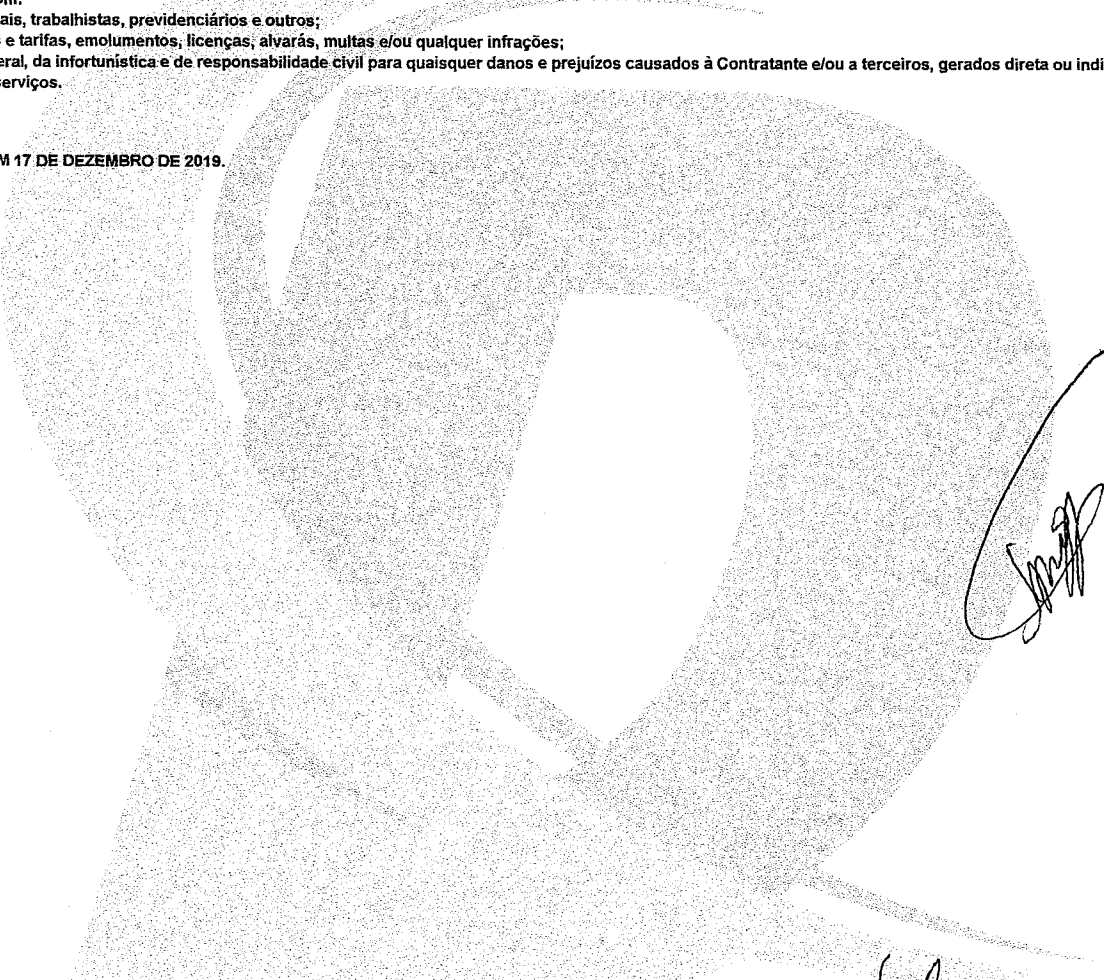 ais, trabalhistas, previdenciários e outros;
e tarifas, emolumentos, licenças, alvarás, multas e/ou qualquer infrações;
eral, da infortunística e de responsabilidade civil para quaisquer danos e prejuízos causados à Contratante e/ou a terceiros, gerados direta ou indi
erviços.
M 17 DE DEZEMBRO DE 2019.